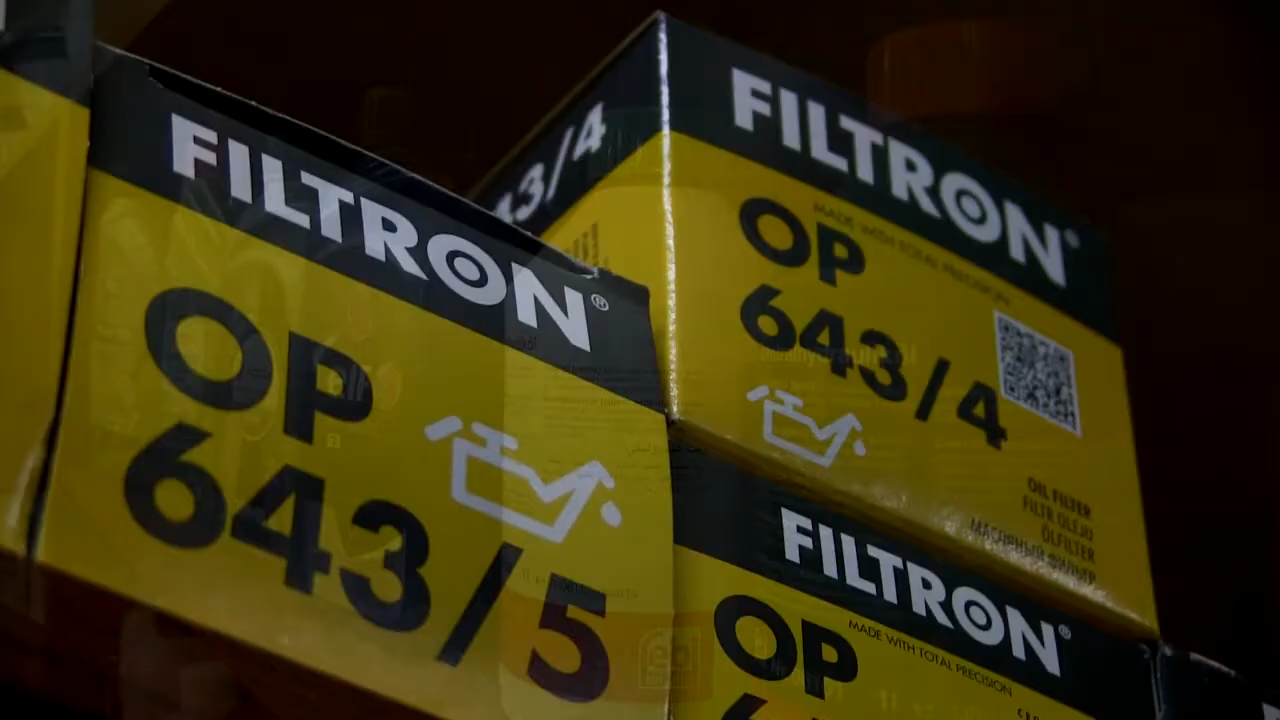 FILTRON®
OP
643/5
43/4
FILTRON®
MADE WITH TOTAL PRECISION
OP
643/4
OIL FILTER
FILTR OLEJU
ÖLFILTER
МАСЛЯНЫЙ ФИЛЬТР
FILTRON®
MADE WITH TOTAL PRECISION
OP